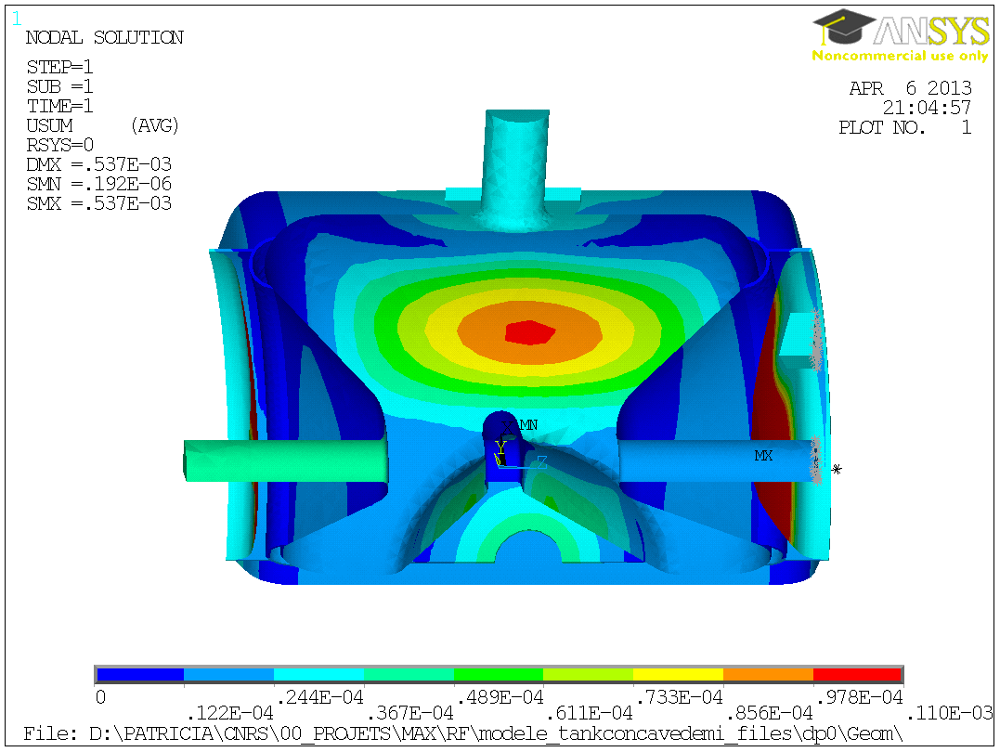 1
NODAL SOLUTION
STEP=1
SUB =1
TIME=1
USUM (AVG)
RSYS=0
DMX =.537E-03
SMN =.192E-06
SMX =.537E-03
ANSYS
Noncommercial use only
APR 6 2013
21:04:57
PLOT NO. 1
MN
Y
Z
MX
*
0 .244E-04 .489E-04 .733E-04 .978E-04
.122E-04 .367E-04 .611E-04 .856E-04 .110E-03
File: D:\PATRICIA\CNRS\00_PROJETS\MAX\RF\modele_tankconcavedemi_files\dp0\Geom\